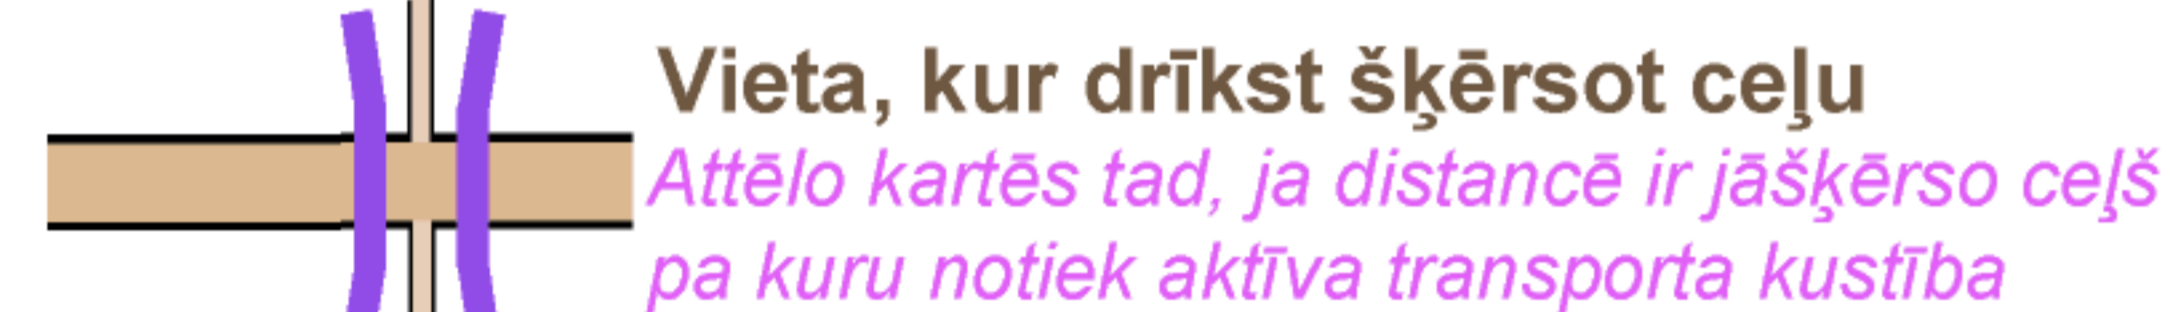 Vieta, kur drīkst šķērsot ceļu
Attēlo kartēs tad, ja distancē ir jāšķērso ceļš
pa kuru notiek aktīva transporta kustība